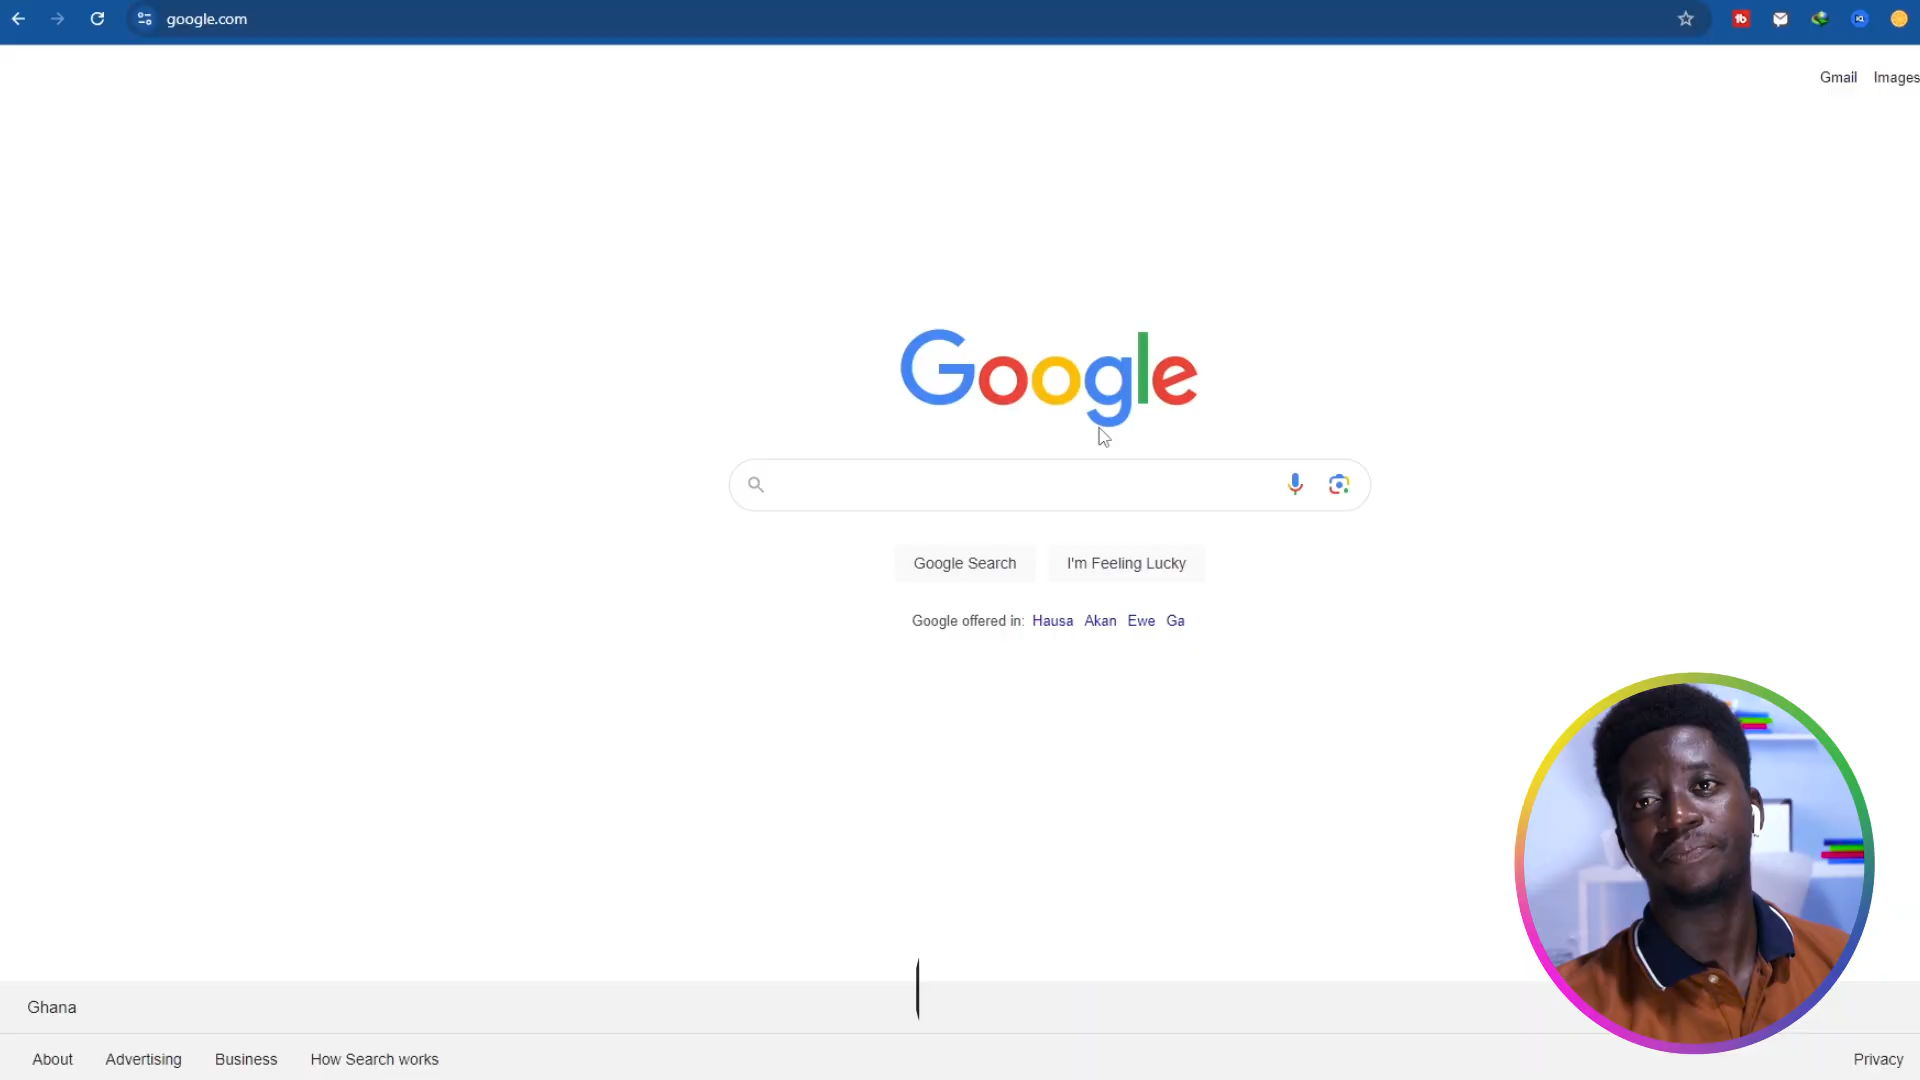 google.com
Gmail Images
Google
Google Search I'm Feeling Lucky
Google offered in: Hausa Akan Ewe Ga
Ghana
About Advertising Business How Search works Privacy